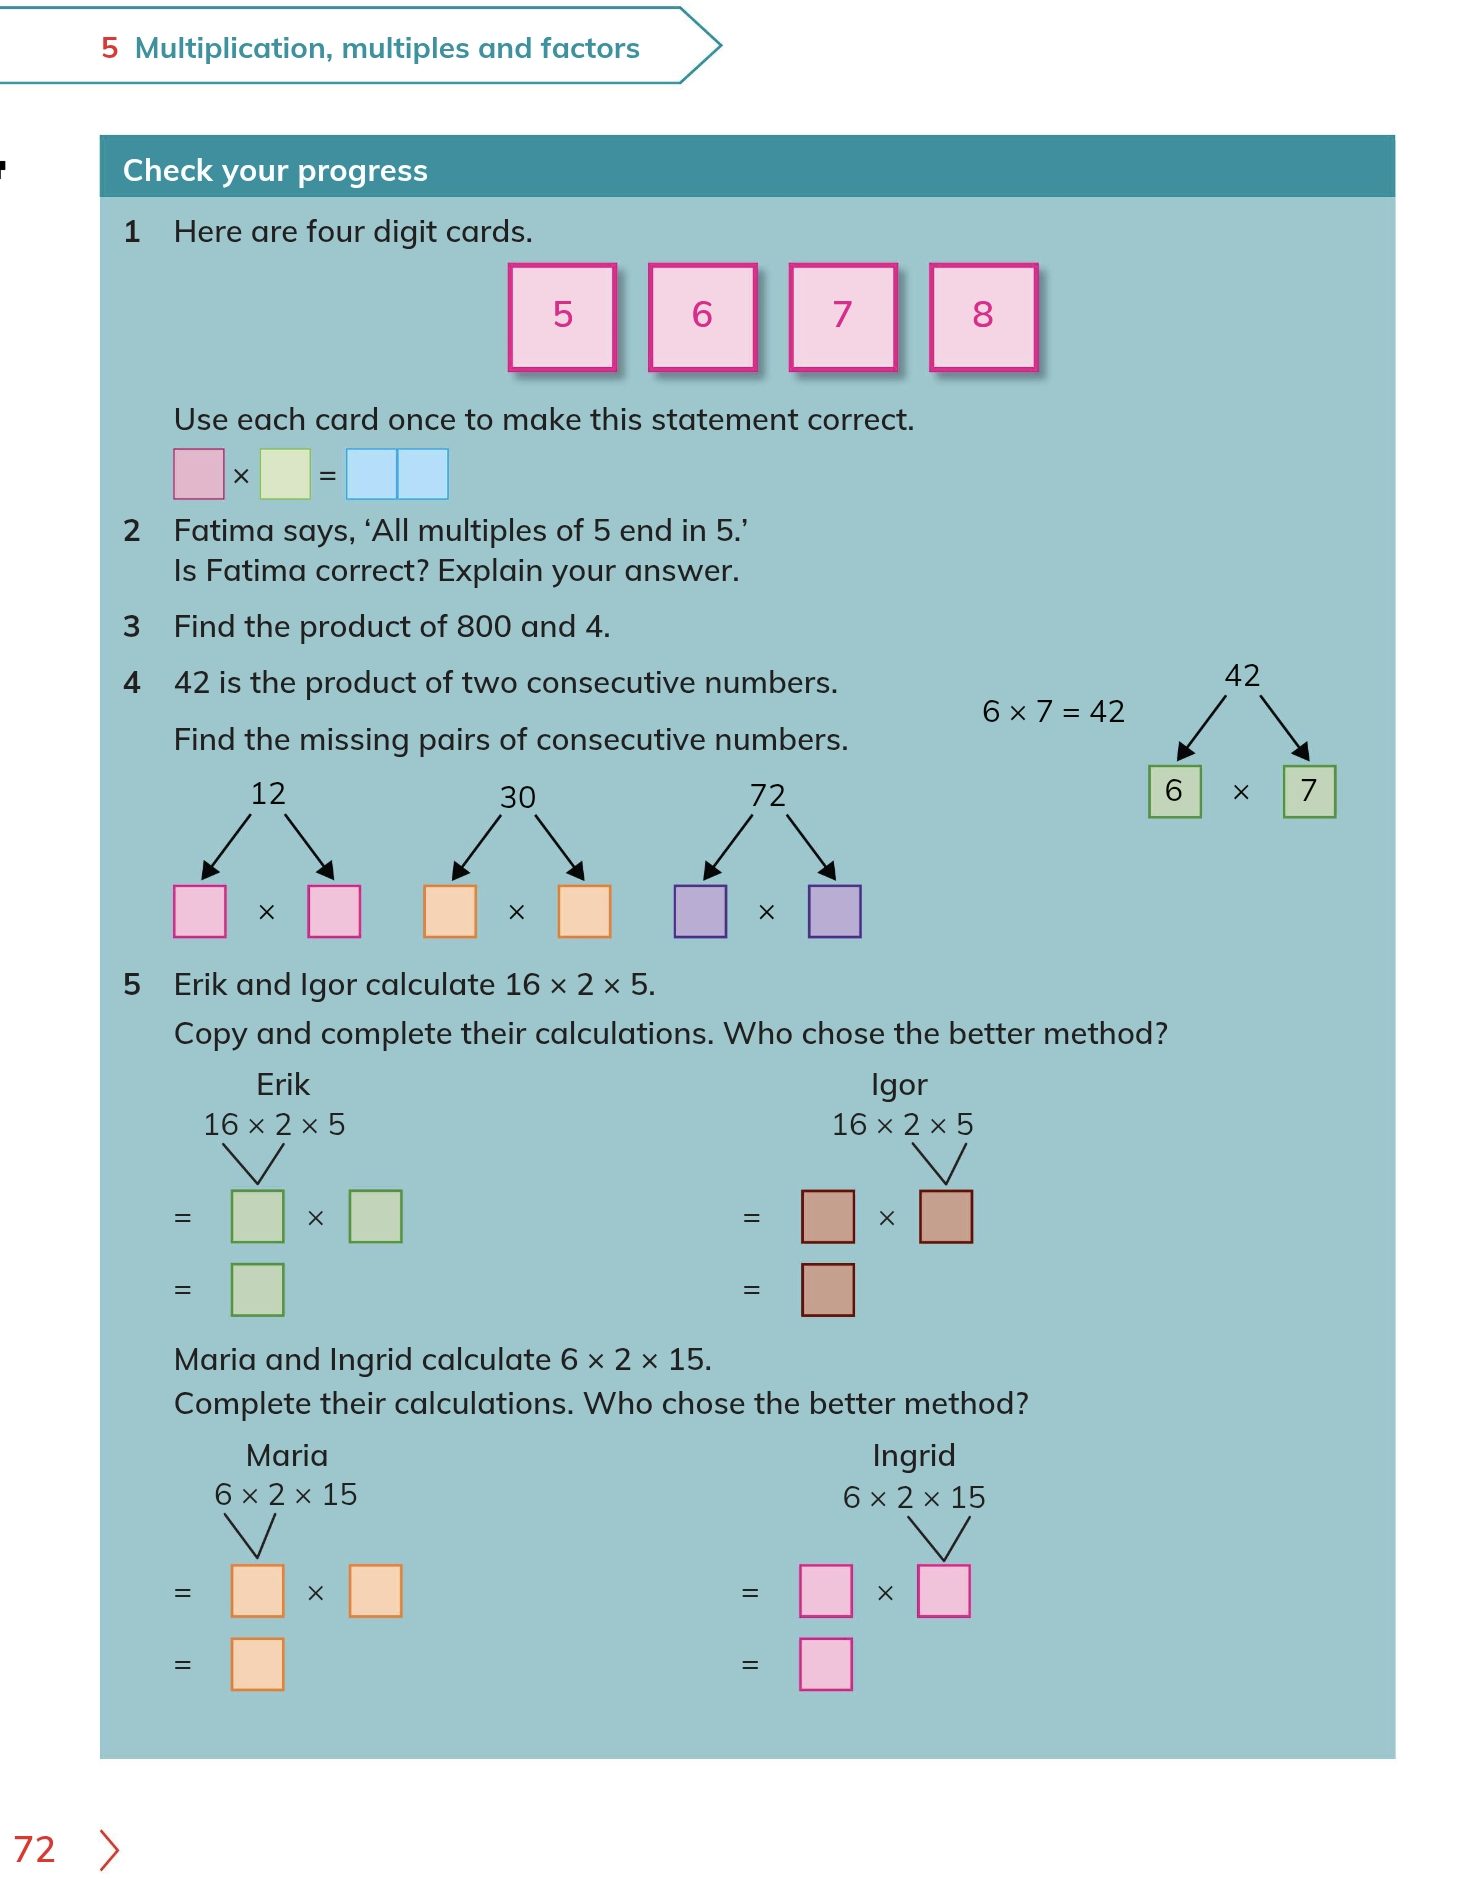 5 Multiplication, multiples and factors
Check your progress
1 Here are four digit cards.
5 6 7 8
Use each card once to make this statement correct.
× =
2 Fatima says, ‘All multiples of 5 end in 5.’
Is Fatima correct? Explain your answer.
3 Find the product of 800 and 4.
4 42 is the product of two consecutive numbers.
Find the missing pairs of consecutive numbers.
6 × 7 = 42
42
6 × 7
12 30 72
× × ×
5 Erik and Igor calculate 16 × 2 × 5.
Copy and complete their calculations. Who chose the better method?
Erik Igor
16 × 2 × 5 16 × 2 × 5
= × = ×
= =
Maria and Ingrid calculate 6 × 2 × 15.
Complete their calculations. Who chose the better method?
Maria Ingrid
6 × 2 × 15 6 × 2 × 15
= × = ×
= =
72